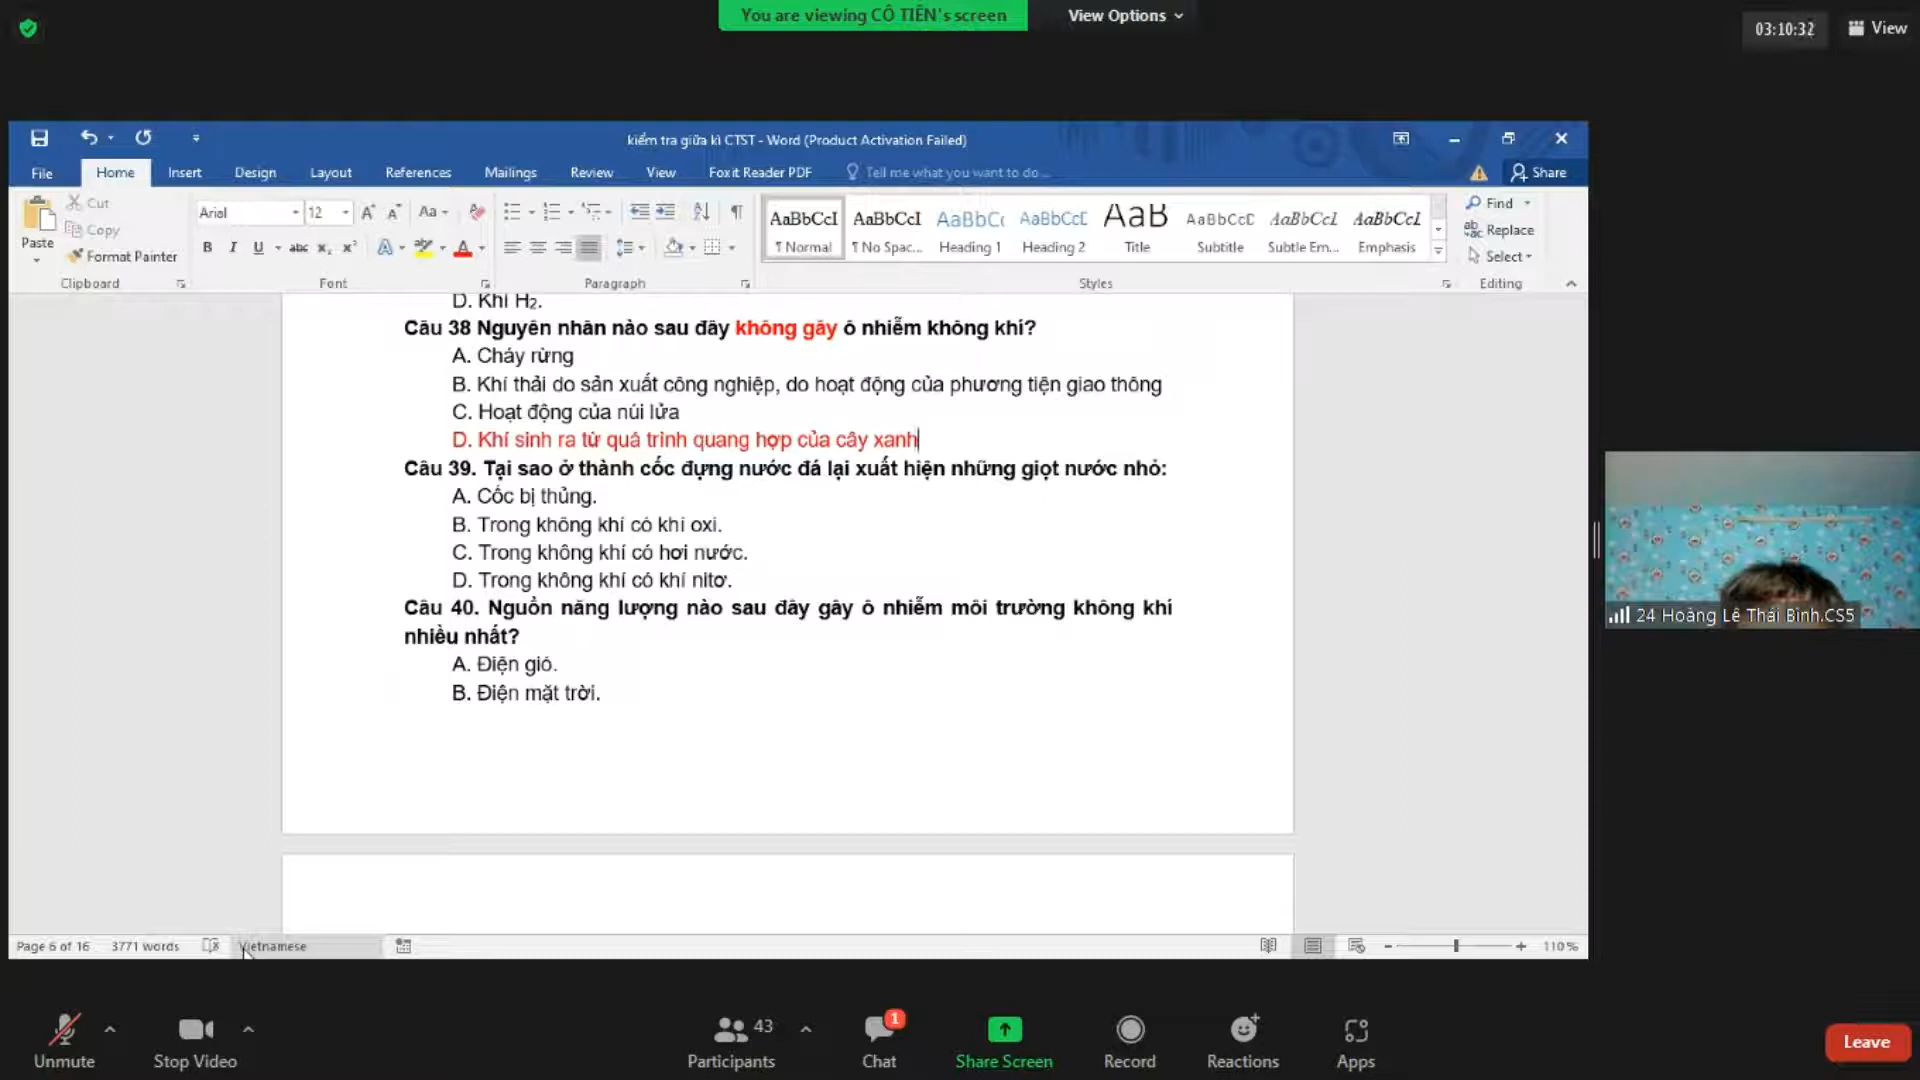 You are viewing CÔ TIÊN's screen
View Options
03:10:32
View
kiểm tra giữa kì CTST - Word (Product Activation Failed)
File
Home
Insert
Design
Layout
References
Mailings
Review
View
Foxit Reader PDF
Tell me what you want to do...
Share
Paste
Cut
Copy
Format Painter
Clipboard
Arial
12
Font
Paragraph
AaBbCcI
¶ Normal
AaBbCcI
¶ No Spac...
AaBbC
Heading 1
AaBbCcD
Heading 2
AaB
Title
AaBbCcD
Subtitle
AaBbCcI
Subtle Em...
AaBbCcI
Emphasis
Styles
Find
Replace
Select
Editing
D. Khí H₂.
Câu 38 Nguyên nhân nào sau đây không gây ô nhiễm không khí?
A. Cháy rừng
B. Khí thải do sản xuất công nghiệp, do hoạt động của phương tiện giao thông
C. Hoạt động của núi lửa
D. Khí sinh ra từ quá trình quang hợp của cây xanh
Câu 39. Tại sao ở thành cốc đựng nước đá lại xuất hiện những giọt nước nhỏ:
A. Cốc bị thủng.
B. Trong không khí có khí oxi.
C. Trong không khí có hơi nước.
D. Trong không khí có khí nitơ.
Câu 40. Nguồn năng lượng nào sau đây gây ô nhiễm môi trường không khí
nhiều nhất?
A. Điện gió.
B. Điện mặt trời.
24 Hoàng Lê Thái Bình.CS5
Page 6 of 16
3771 words
Vietnamese
110%
Unmute
Stop Video
Participants
43
Chat
1
Share Screen
Record
Reactions
Apps
Leave